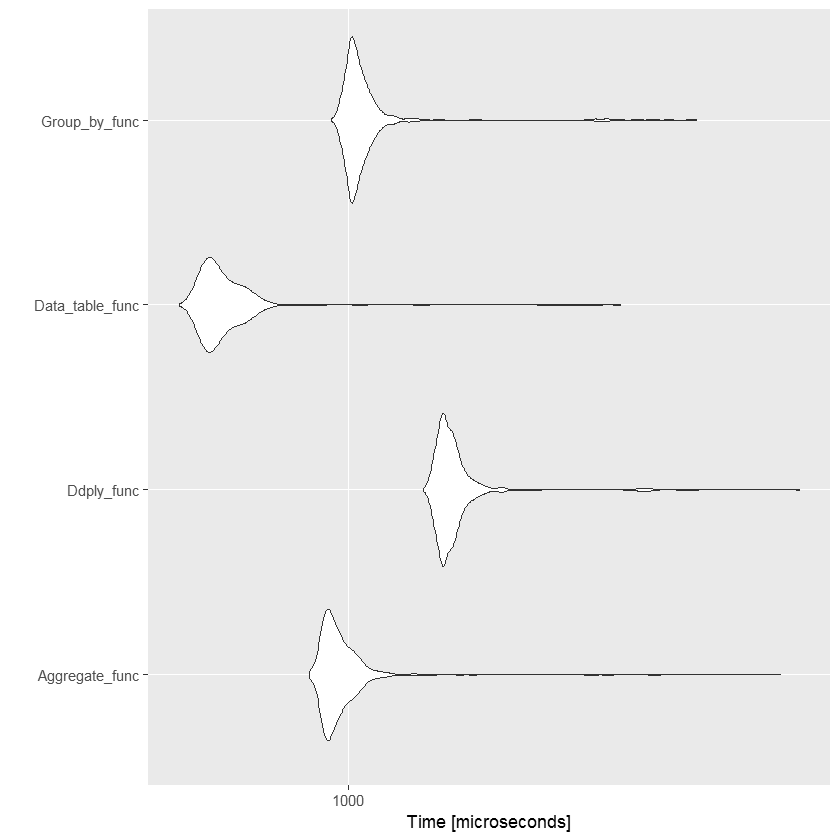 Group_by_func
Data_table_func
Ddply_func
Aggregate_func
1000
Time [microseconds]